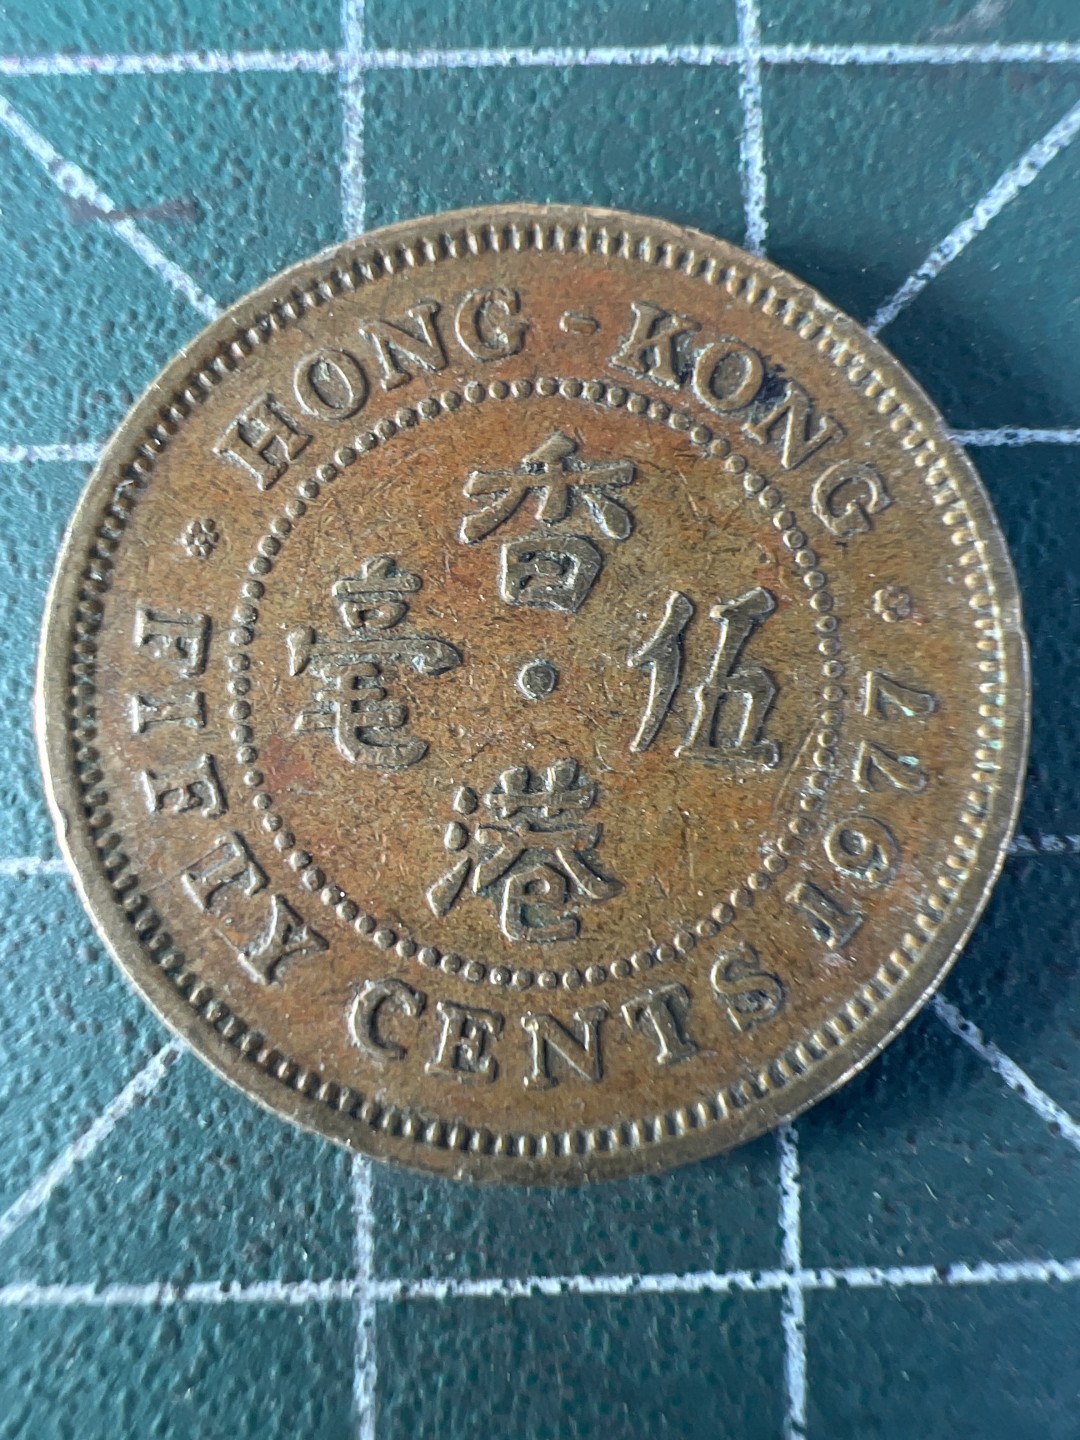 HONG - KONG
香港
伍毫
FIFTY CENTS 1977